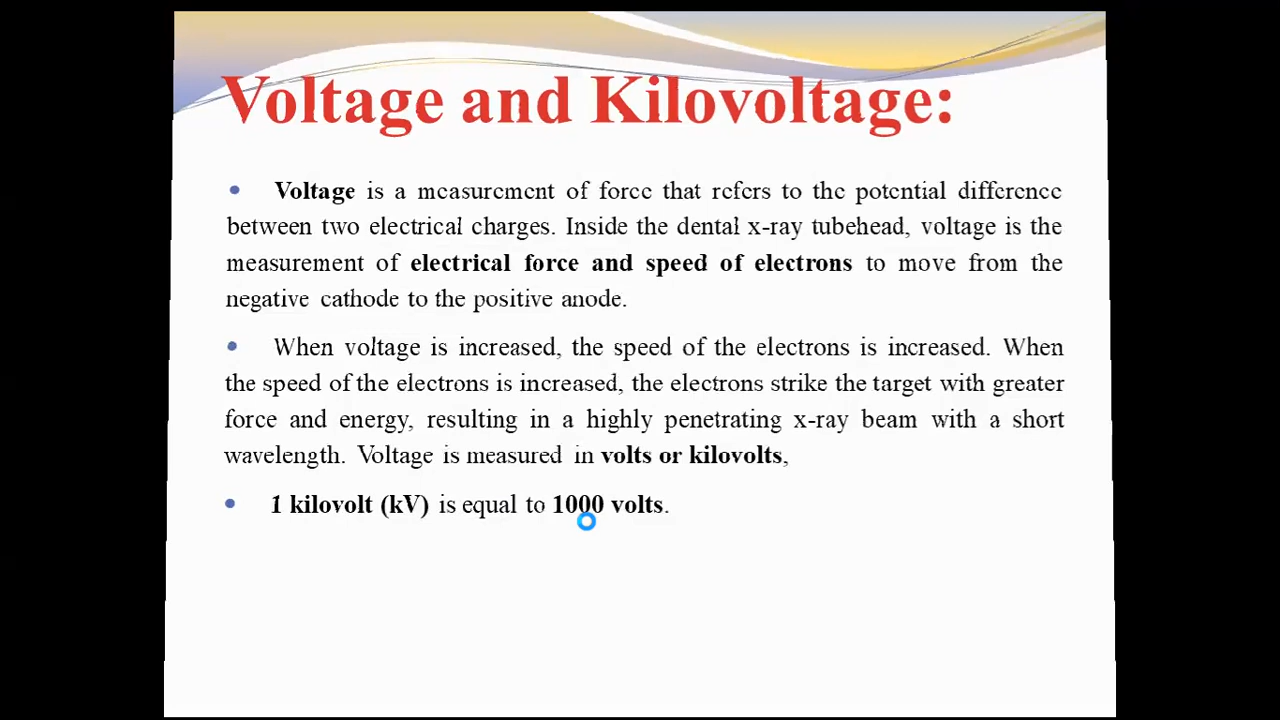 Voltage and Kilovoltage:
• Voltage is a measurement of force that refers to the potential difference
between two electrical charges. Inside the dental x-ray tubehead, voltage is the
measurement of electrical force and speed of electrons to move from the
negative cathode to the positive anode.
• When voltage is increased, the speed of the electrons is increased. When
the speed of the electrons is increased, the electrons strike the target with greater
force and energy, resulting in a highly penetrating x-ray beam with a short
wavelength. Voltage is measured in volts or kilovolts,
• 1 kilovolt (kV) is equal to 1000 volts.